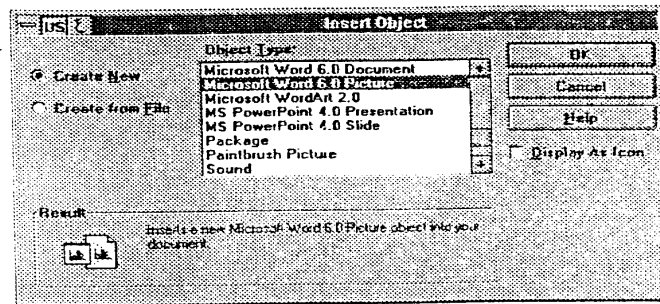 US
Insert Object
Object Type:
Create New
Create from File
Microsoft Word 6.0 Document
Microsoft Word 6.0 Picture
Microsoft WordArt 2.0
MS PowerPoint 4.0 Presentation
MS PowerPoint 4.0 Slide
Package
Paintbrush Picture
Sound
OK
Cancel
Help
Display As Icon
Result
Inserts a new Microsoft Word 6.0 Picture object into your
document.